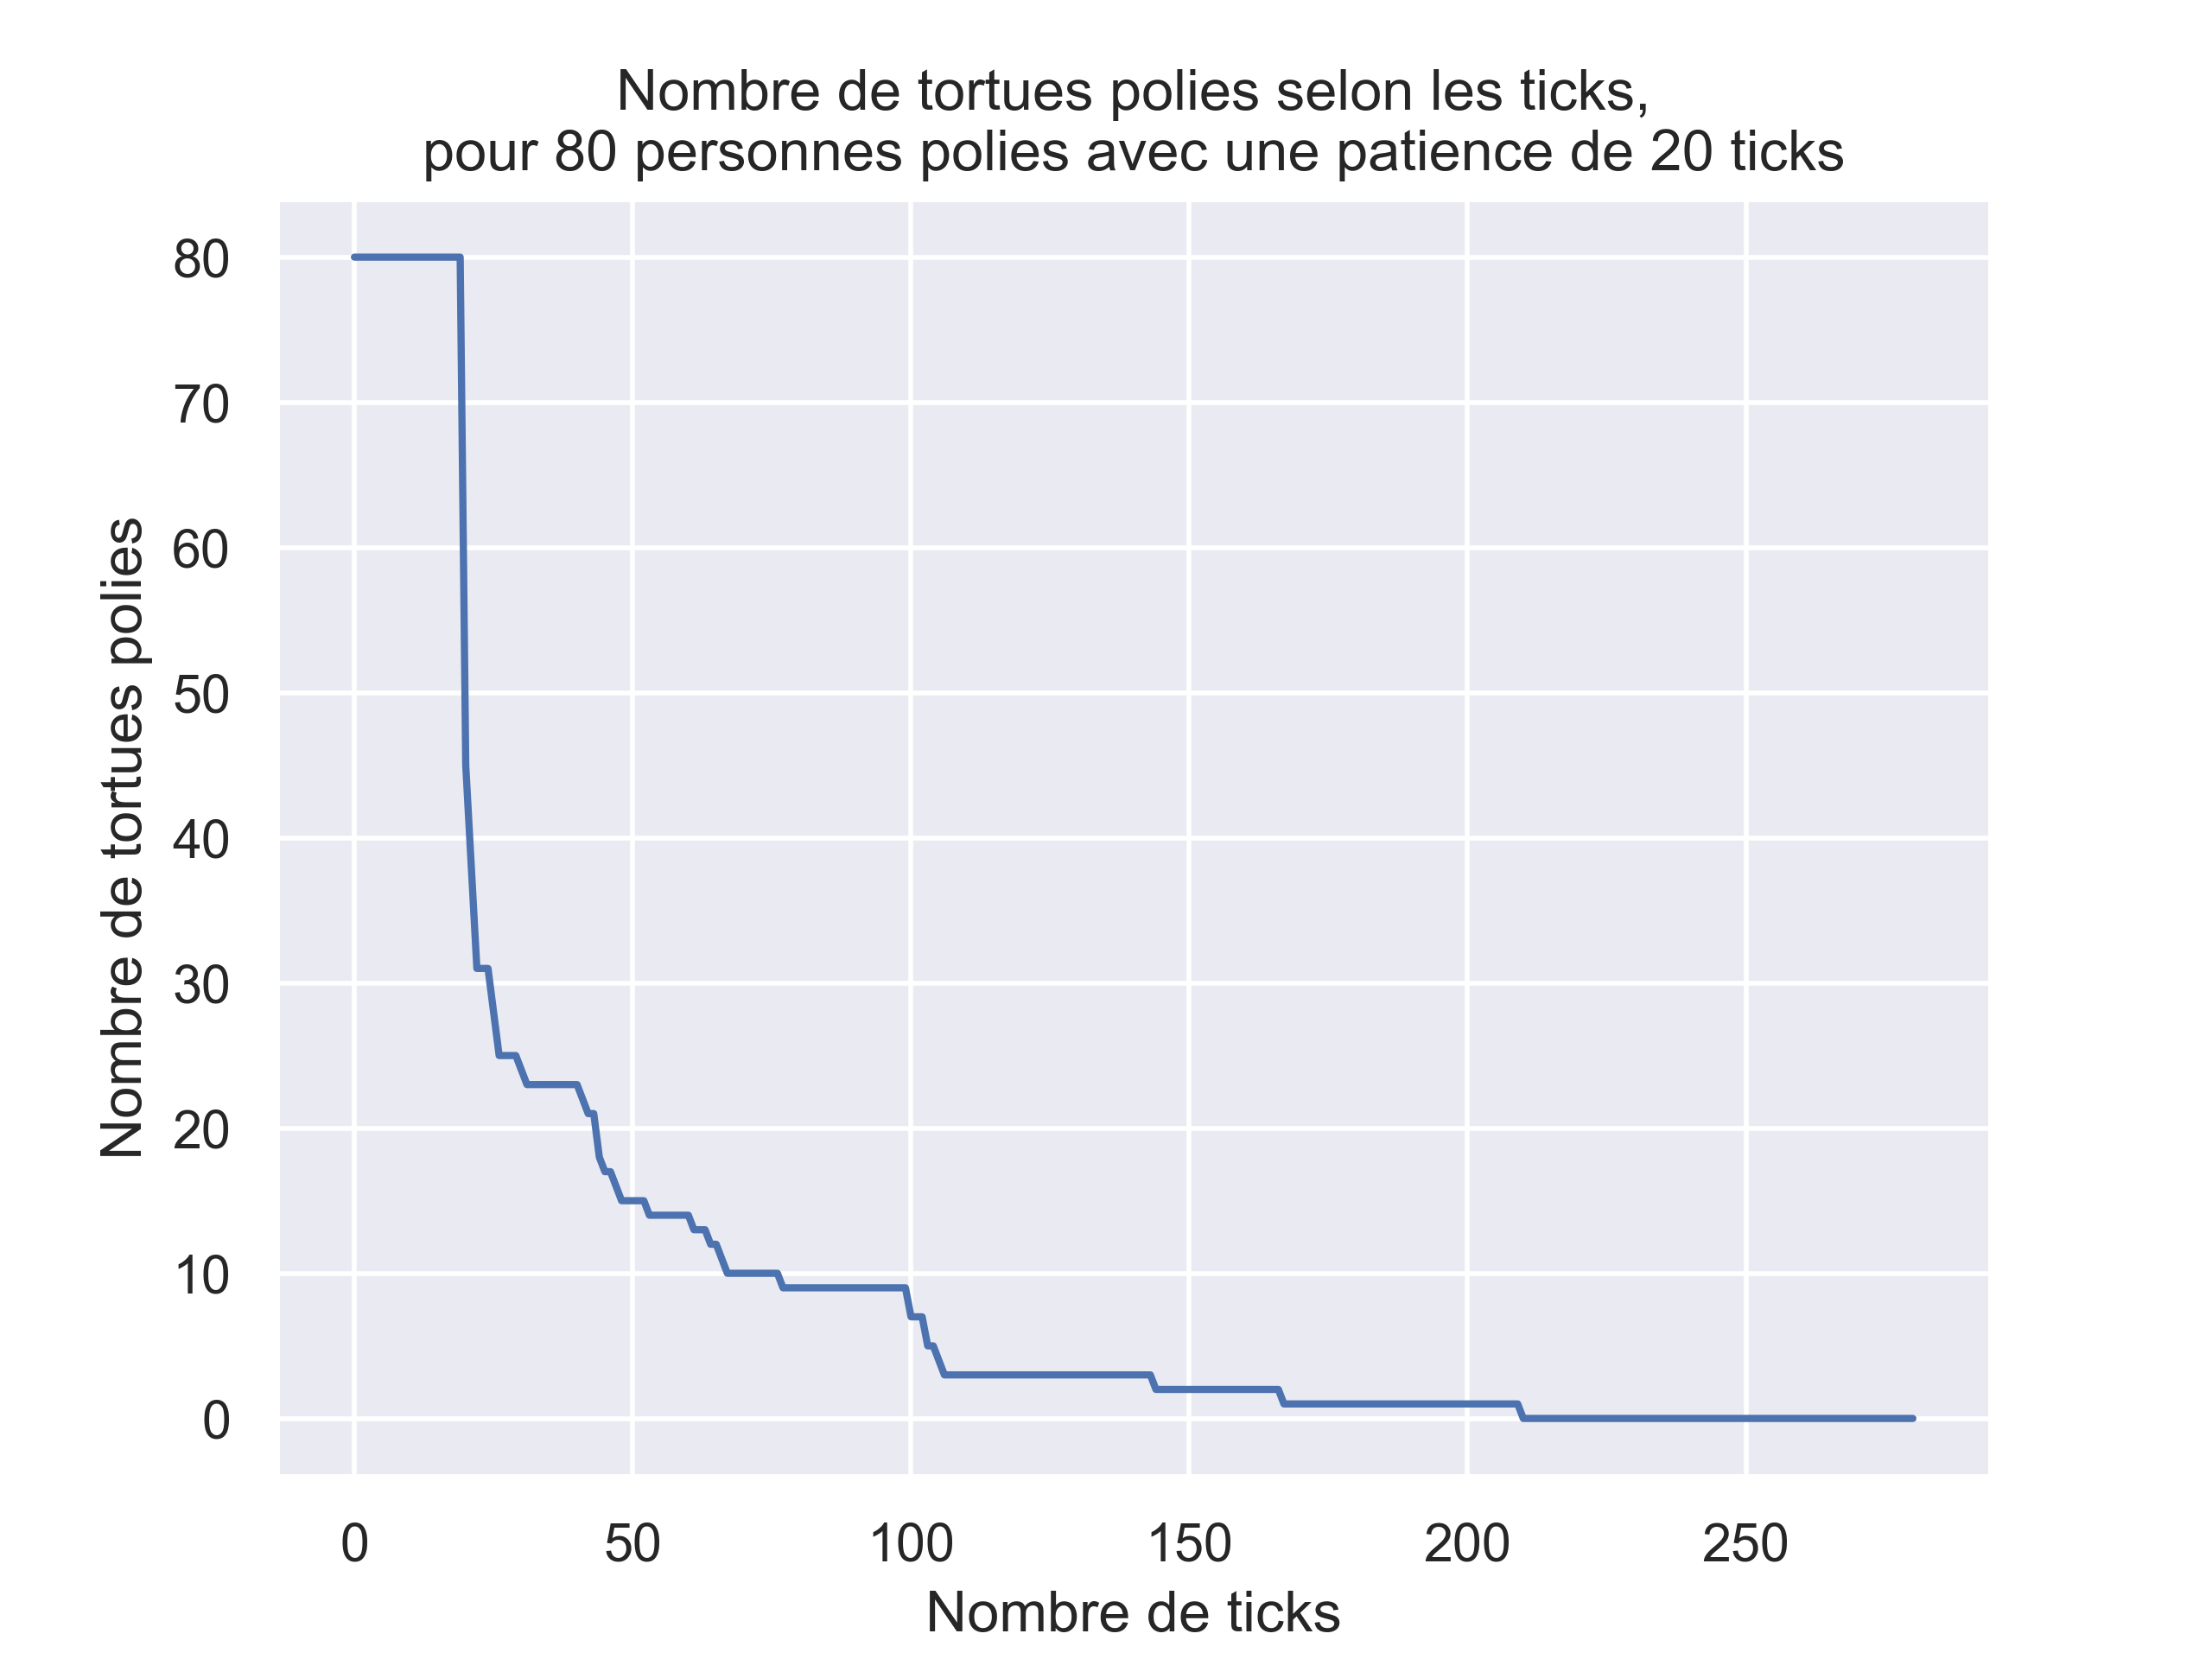 Nombre de tortues polies selon les ticks,
pour 80 personnes polies avec une patience de 20 ticks
Nombre de tortues polies
80
70
60
50
40
30
20
10
0
0 50 100 150 200 250
Nombre de ticks